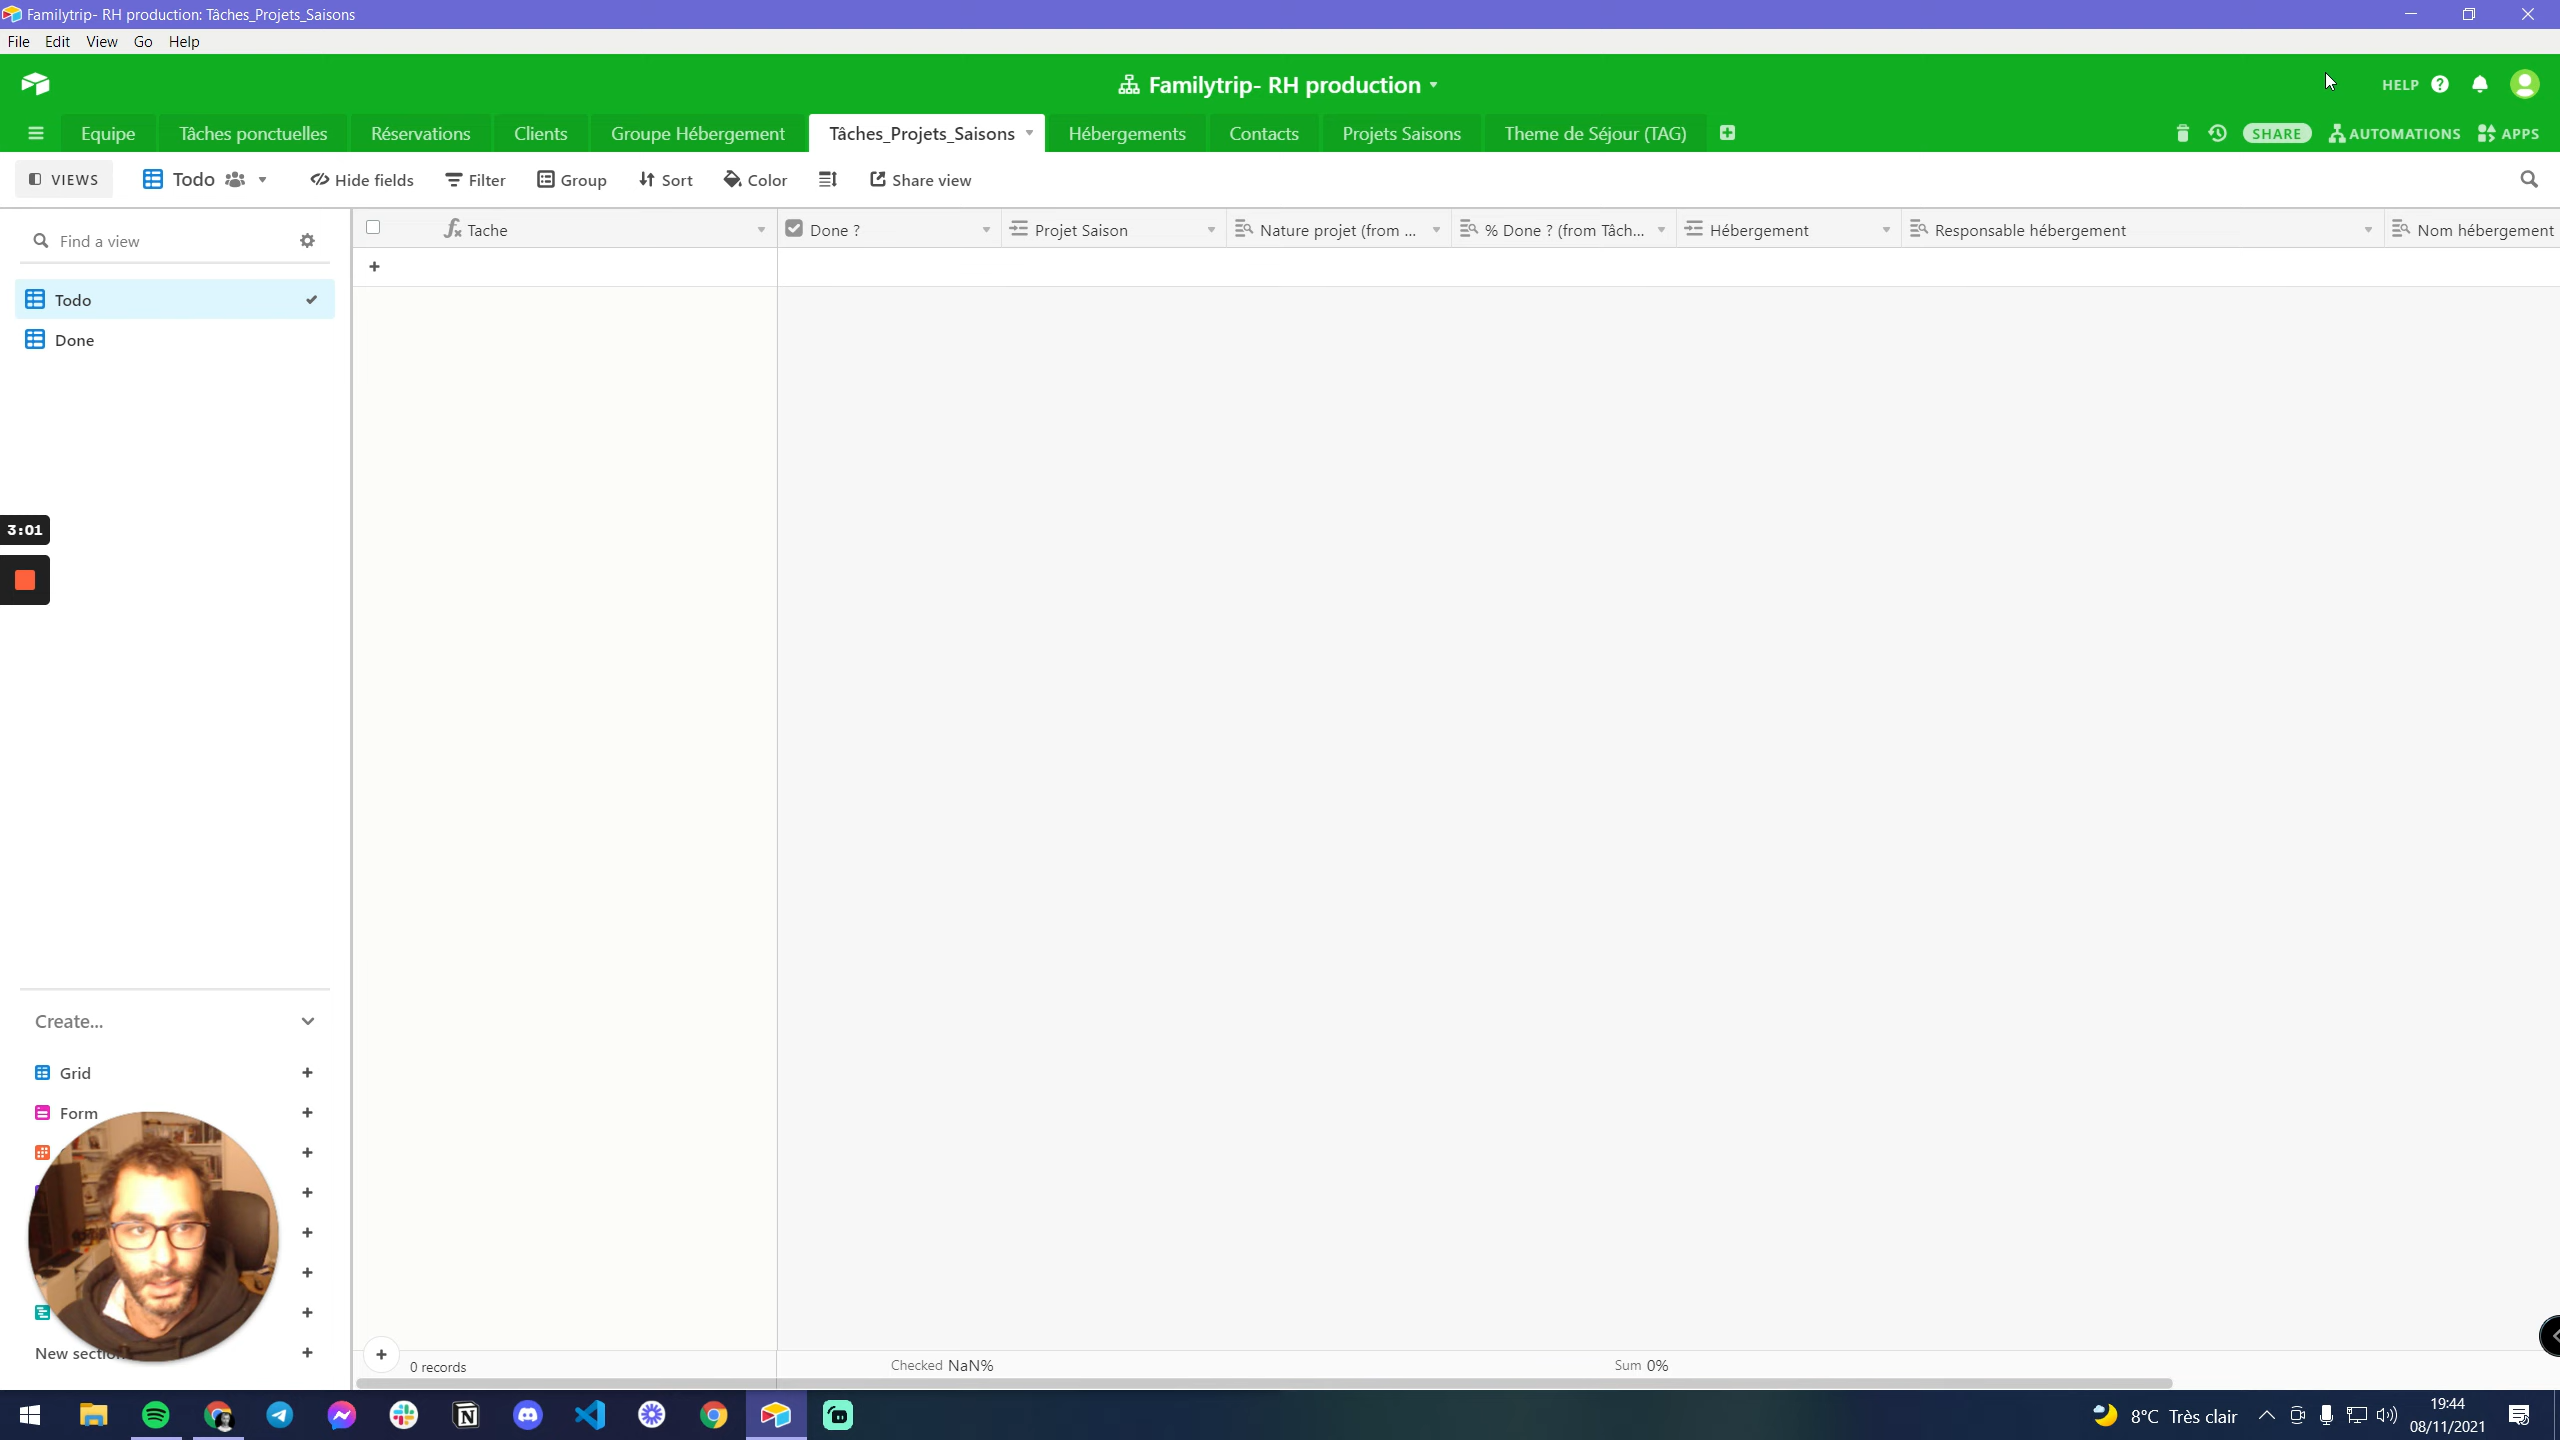 Familytrip- RH production: Tâches_Projets_Saisons
File Edit View Go Help
Familytrip- RH production
HELP
Equipe Tâches ponctuelles Réservations Clients Groupe Hébergement Tâches_Projets_Saisons Hébergements Contacts Projets Saisons Theme de Séjour (TAG) SHARE AUTOMATIONS APPS
VIEWS Todo Hide fields Filter Group Sort Color Share view
Find a view
Tache Done ? Projet Saison Nature projet (from ... % Done ? (from Tâch... Hébergement Responsable hébergement Nom hébergement
Todo
Done
3:01
Create...
Grid
Form
New section
0 records Checked NaN% Sum 0%
8°C Très clair
19:44
08/11/2021